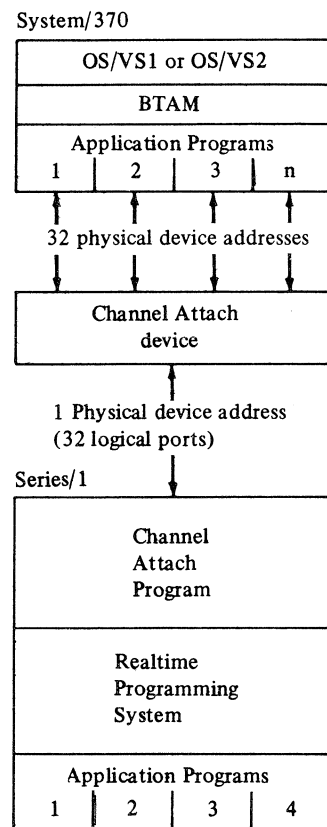 System/370
OS/VS1 or OS/VS2
BTAM
Application Programs
1 2 3 n
32 physical device addresses
Channel Attach
device
1 Physical device address
(32 logical ports)
Series/1
Channel
Attach
Program
Realtime
Programming
System
Application Programs
1 2 3 4